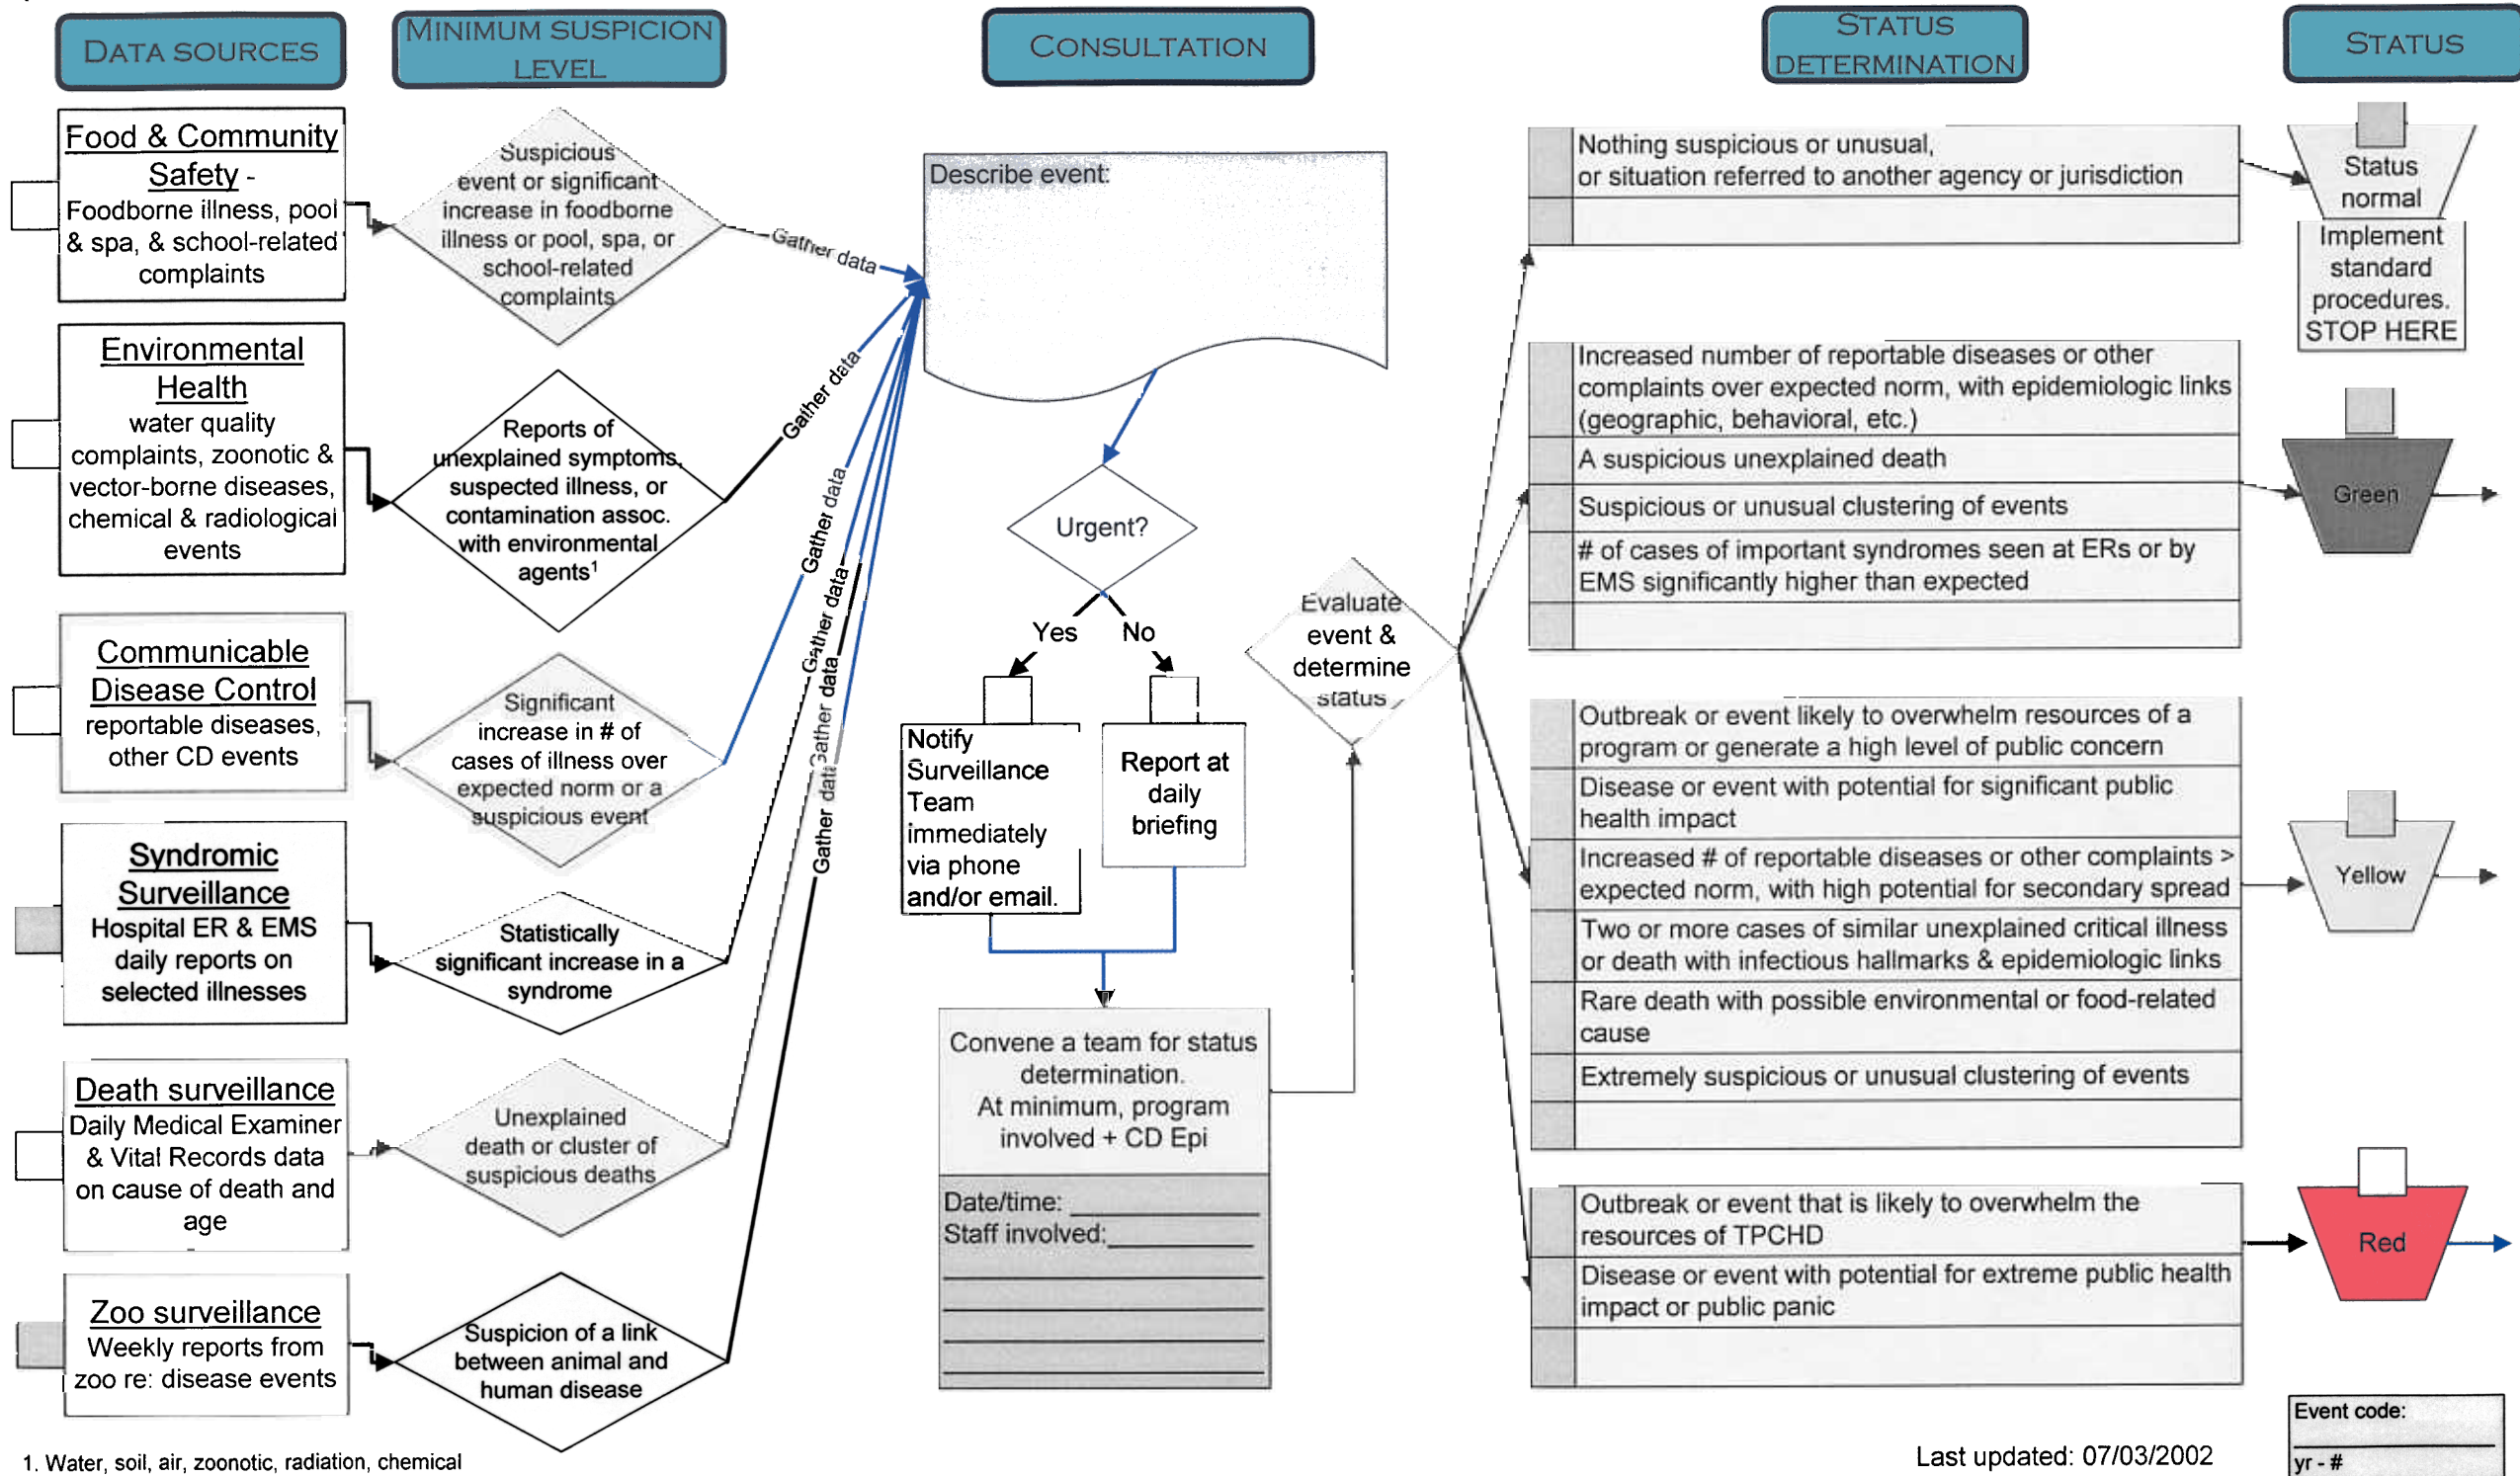 DATA SOURCES
MINIMUM SUSPICION
LEVEL
CONSULTATION
STATUS
DETERMINATION
STATUS
Food & Community
Safety -
Foodborne illness, pool
& spa, & school-related
complaints
Suspicious
event or significant
increase in foodborne
illness or pool, spa, or
school-related
complaints
Gather data
Environmental
Health
water quality
complaints, zoonotic &
vector-borne diseases,
chemical & radiological
events
Reports of
unexplained symptoms,
suspected illness, or
contamination assoc.
with environmental
agents1
Gather data
Communicable
Disease Control
reportable diseases,
other CD events
Significant
increase in # of
cases of illness over
expected norm or a
suspicious event
Gather data
Syndromic
Surveillance
Hospital ER & EMS
daily reports on
selected illnesses
Statistically
significant increase in a
syndrome
Gather data
Death surveillance
Daily Medical Examiner
& Vital Records data
on cause of death and
age
Unexplained
death or cluster of
suspicious deaths
Gather data
Zoo surveillance
Weekly reports from
zoo re: disease events
Suspicion of a link
between animal and
human disease
Gather data
Gather data
1. Water, soil, air, zoonotic, radiation, chemical
Describe event:
Urgent?
Yes
No
Notify
Surveillance
Team
immediately
via phone
and/or email.
Report at
daily
briefing
Convene a team for status
determination.
At minimum, program
involved + CD Epi
Date/time:
Staff involved:
Evaluate
event &
determine
status
Nothing suspicious or unusual,
or situation referred to another agency or jurisdiction
Status
normal
Implement
standard
procedures.
STOP HERE
Increased number of reportable diseases or other
complaints over expected norm, with epidemiologic links
(geographic, behavioral, etc.)
A suspicious unexplained death
Suspicious or unusual clustering of events
# of cases of important syndromes seen at ERs or by
EMS significantly higher than expected
Green
Outbreak or event likely to overwhelm resources of a
program or generate a high level of public concern
Disease or event with potential for significant public
health impact
Increased # of reportable diseases or other complaints >
expected norm, with high potential for secondary spread
Two or more cases of similar unexplained critical illness
or death with infectious hallmarks & epidemiologic links
Rare death with possible environmental or food-related
cause
Extremely suspicious or unusual clustering of events
Yellow
Outbreak or event that is likely to overwhelm the
resources of TPCHD
Disease or event with potential for extreme public health
impact or public panic
Red
Last updated: 07/03/2002
Event code:
yr - #